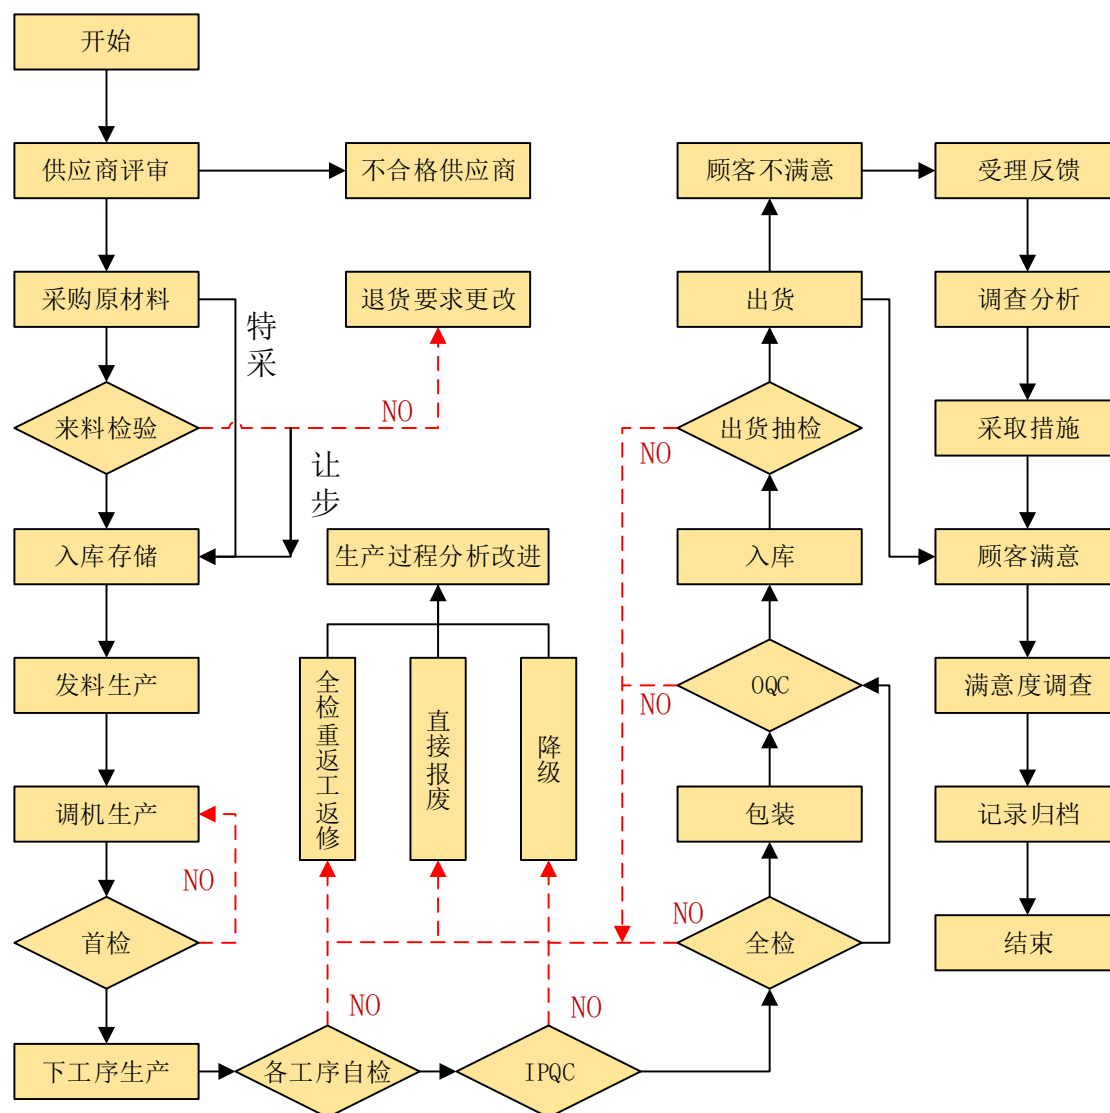 开始
供应商评审
不合格供应商
顾客不满意
受理反馈
采购原材料
特采
退货要求更改
出货
调查分析
来料检验
NO
让步
出货抽检
NO
采取措施
入库存储
生产过程分析改进
入库
顾客满意
发料生产
全检重返工返修
直接报废
降级
OQC
NO
满意度调查
调机生产
NO
包装
记录归档
首检
NO
全检
结束
NO
NO
下工序生产
各工序自检
IPQC